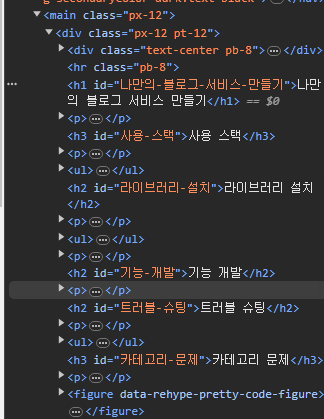 g-secondarycolor dark:text-black">
▼<main class="px-12">
▼<div class="px-12 pt-12">
▶<div class="text-center pb-8">⋯</div>
<hr class="pb-8">
⋯ <h1 id="나만의-블로그-서비스-만들기">나만
의 블로그 서비스 만들기</h1> == $0
▶<p>⋯</p>
<h3 id="사용-스택">사용 스택</h3>
▶<p>⋯</p>
▶<ul>⋯</ul>
<h2 id="라이브러리-설치">라이브러리 설치
</h2>
▶<p>⋯</p>
▶<ul>⋯</ul>
▶<p>⋯</p>
<h2 id="기능-개발">기능 개발</h2>
▶<p>⋯</p>
<h2 id="트러블-슈팅">트러블 슈팅</h2>
▶<p>⋯</p>
▶<ul>⋯</ul>
<h3 id="카테고리-문제">카테고리 문제</h3>
▶<p>⋯</p>
▶<figure data-rehype-pretty-code-figure>
⋯</figure>